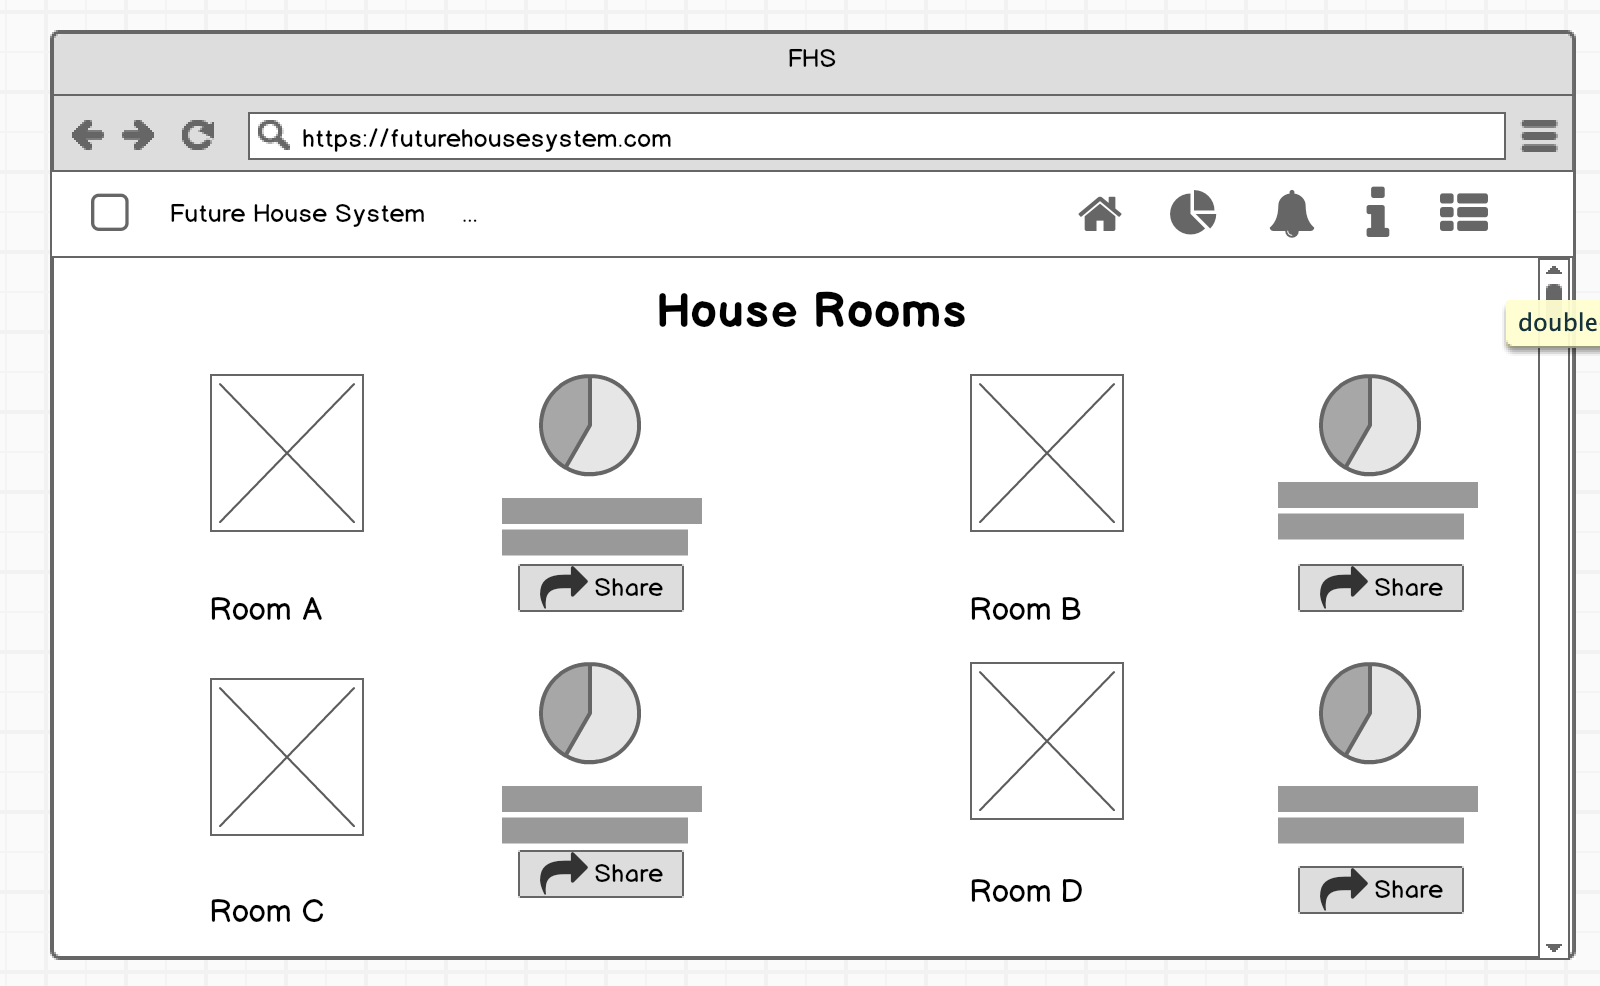 FHS
https://futurehousesystem.com
Future House System ...
House Rooms
double
Share
Share
Room A
Room B
Share
Share
Room C
Room D